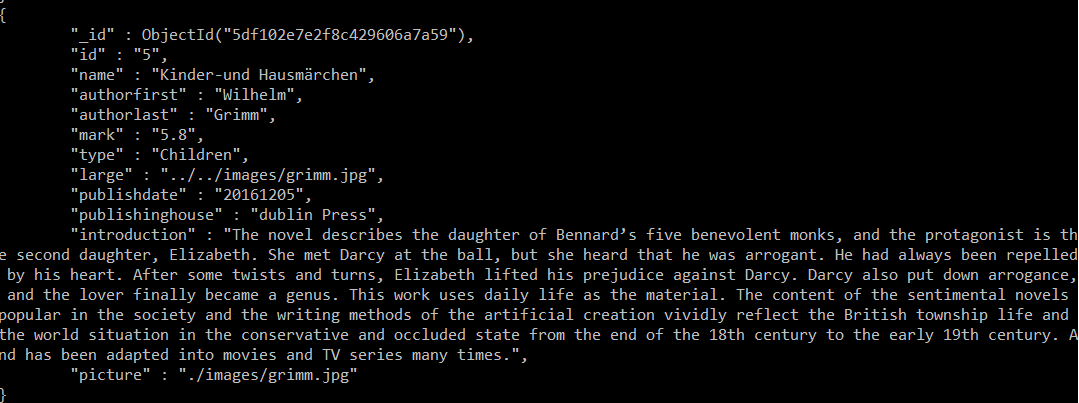 }
{
"_id" : ObjectId("5df102e7e2f8c429606a7a59"),
"id" : "5",
"name" : "Kinder-und Hausmärchen",
"authorfirst" : "Wilhelm",
"authorlast" : "Grimm",
"mark" : "5.8",
"type" : "Children",
"large" : "../../images/grimm.jpg",
"publishdate" : "20161205",
"publishinghouse" : "dublin Press",
"introduction" : "The novel describes the daughter of Bennard’s five benevolent monks, and the protagonist is th
e second daughter, Elizabeth. She met Darcy at the ball, but she heard that he was arrogant. He had always been repelled
by his heart. After some twists and turns, Elizabeth lifted his prejudice against Darcy. Darcy also put down arrogance,
and the lover finally became a genus. This work uses daily life as the material. The content of the sentimental novels
popular in the society and the writing methods of the artificial creation vividly reflect the British township life and
the world situation in the conservative and occluded state from the end of the 18th century to the early 19th century. A
nd has been adapted into movies and TV series many times.",
"picture" : "./images/grimm.jpg"
}